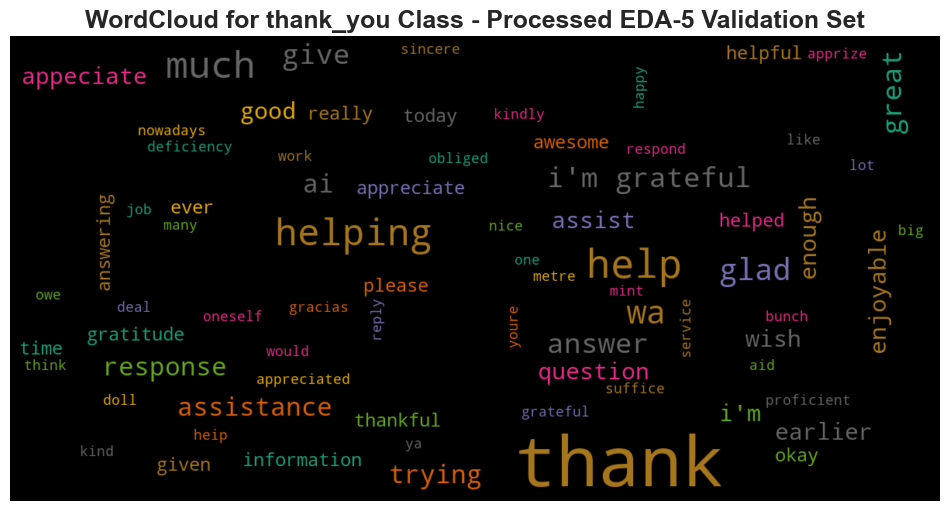 WordCloud for thank_you Class - Processed EDA-5 Validation Set
sincere
much give helpful apprize
appeciate great
happy
good really today kindly
nowadays awesome like
deficiency work obliged respond lot
ai appreciate i'm grateful
answering job ever assist helped enough
many helping nice big
one help glad enjoyable
metre
owe please mint
deal oneself gracias reply youre wa service bunch
time gratitude would answer wish
think response question aid
appreciated suffice
doll assistance grateful proficient
thankful i'm
heip ya earlier
kind given information thank okay
trying